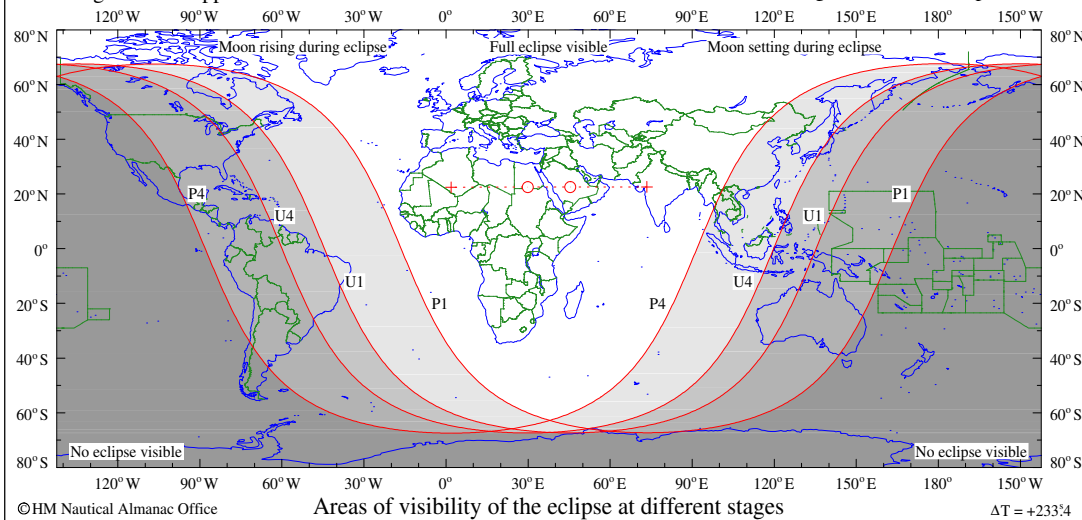 120° W 90° W 60° W 30° W 0° 30° E 60° E 90° E 120° E 150° E 180° 150° W
80° N 80° N
Moon rising during eclipse Full eclipse visible Moon setting during eclipse
60° N 60° N
40° N 40° N
20° N P4 P1 20° N
U4 U1
0° 0°
U1 U4
20° S P1 P4 20° S
40° S 40° S
60° S 60° S
No eclipse visible No eclipse visible
80° S 80° S
120° W 90° W 60° W 30° W 0° 30° E 60° E 90° E 120° E 150° E 180° 150° W
©HM Nautical Almanac Office Areas of visibility of the eclipse at different stages ΔT = +233.ˢ4